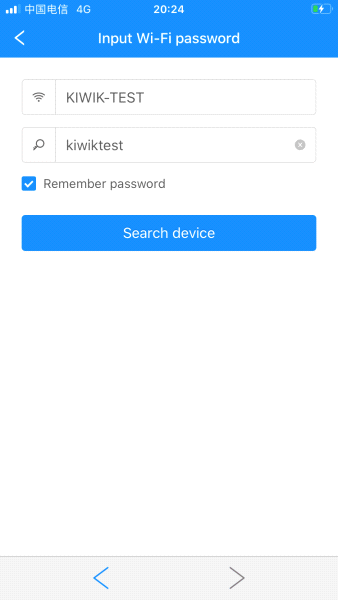 中国电信 4G 20:24
Input Wi-Fi password
KIWIK-TEST
kiwiktest
Remember password
Search device